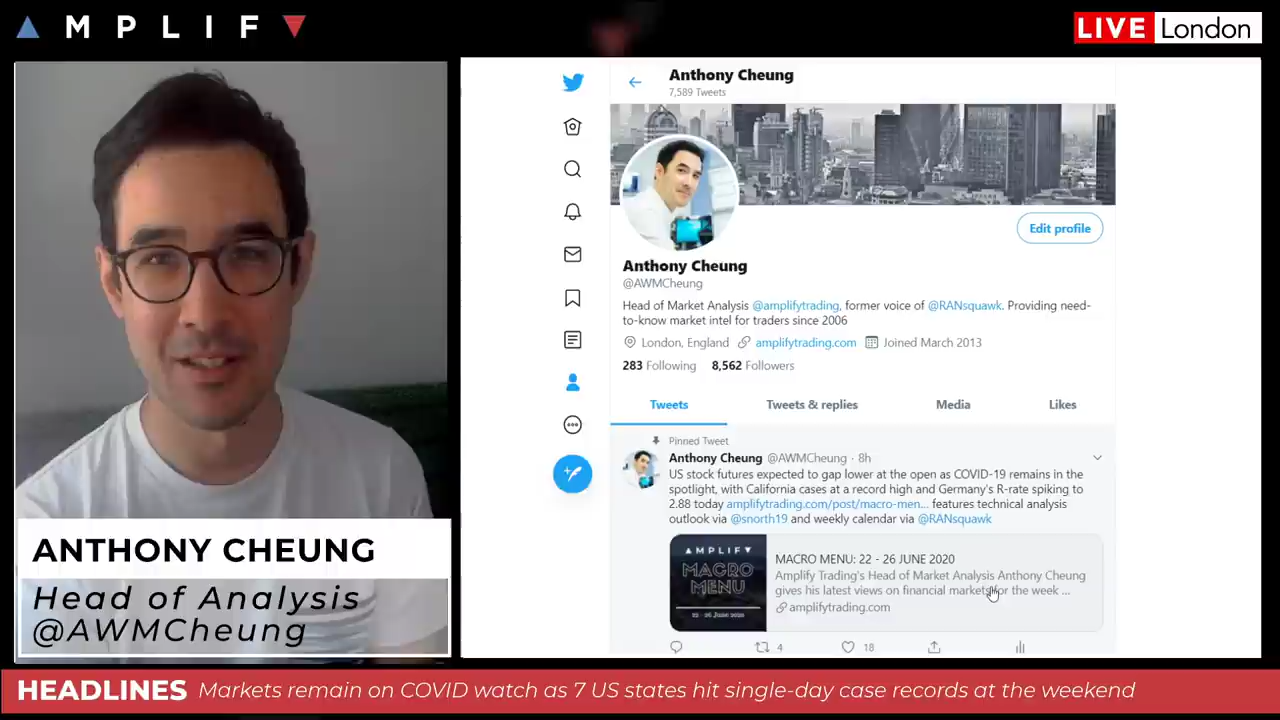 AMPLIFY
LIVE London
Anthony Cheung
7,589 Tweets
Edit profile
Anthony Cheung
@AWMCheung
Head of Market Analysis @amplifytrading, former voice of @RANsquawk. Providing need-
to-know market intel for traders since 2006
London, England amplifytrading.com Joined March 2013
283 Following 8,562 Followers
Tweets Tweets & replies Media Likes
Pinned Tweet
Anthony Cheung @AWMCheung · 8h
US stock futures expected to gap lower at the open as COVID-19 remains in the
spotlight, with California cases at a record high and Germany's R-rate spiking to
2.88 today amplifytrading.com/post/macro-men... features technical analysis
outlook via @snorth19 and weekly calendar via @RANsquawk
AMPLIFY
MACRO
MENU
22 - 26 June 2020
MACRO MENU: 22 - 26 JUNE 2020
Amplify Trading's Head of Market Analysis Anthony Cheung
gives his latest views on financial markets for the week ...
amplifytrading.com
4 18
ANTHONY CHEUNG
Head of Analysis
@AWMCheung
HEADLINES Markets remain on COVID watch as 7 US states hit single-day case records at the weekend